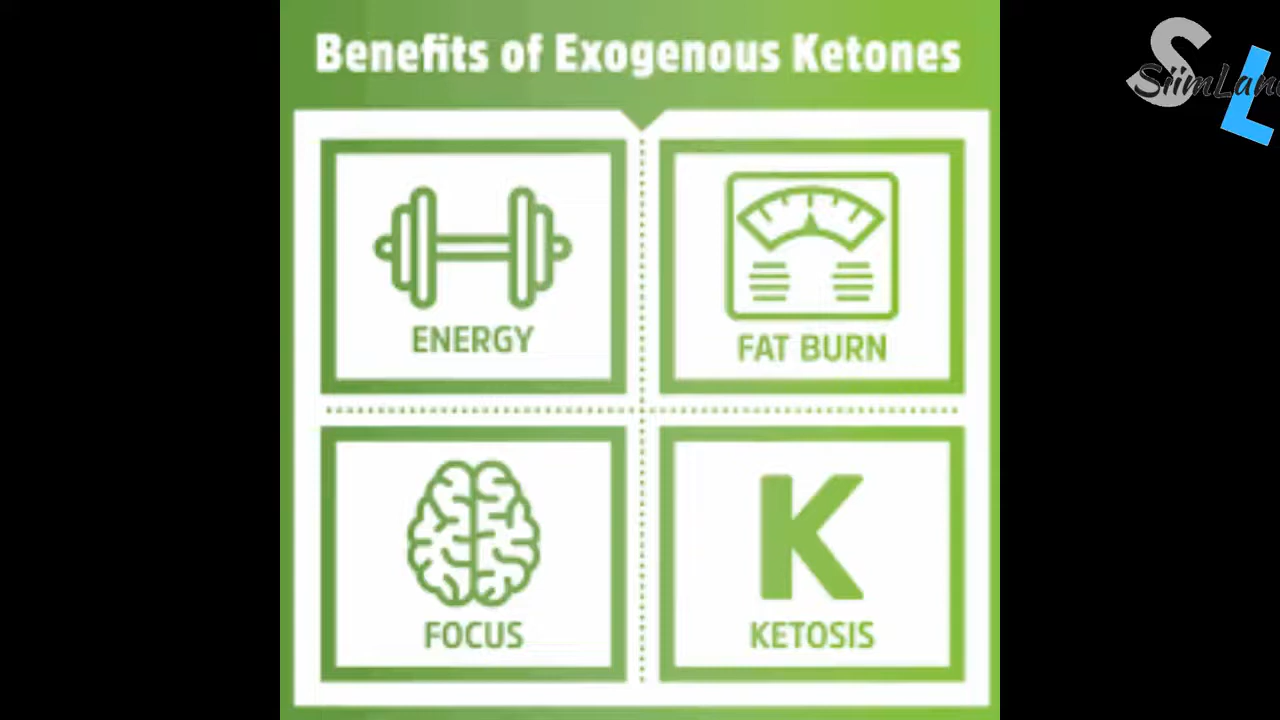 Benefits of Exogenous Ketones
ENERGY
FAT BURN
FOCUS
K
KETOSIS
S
L